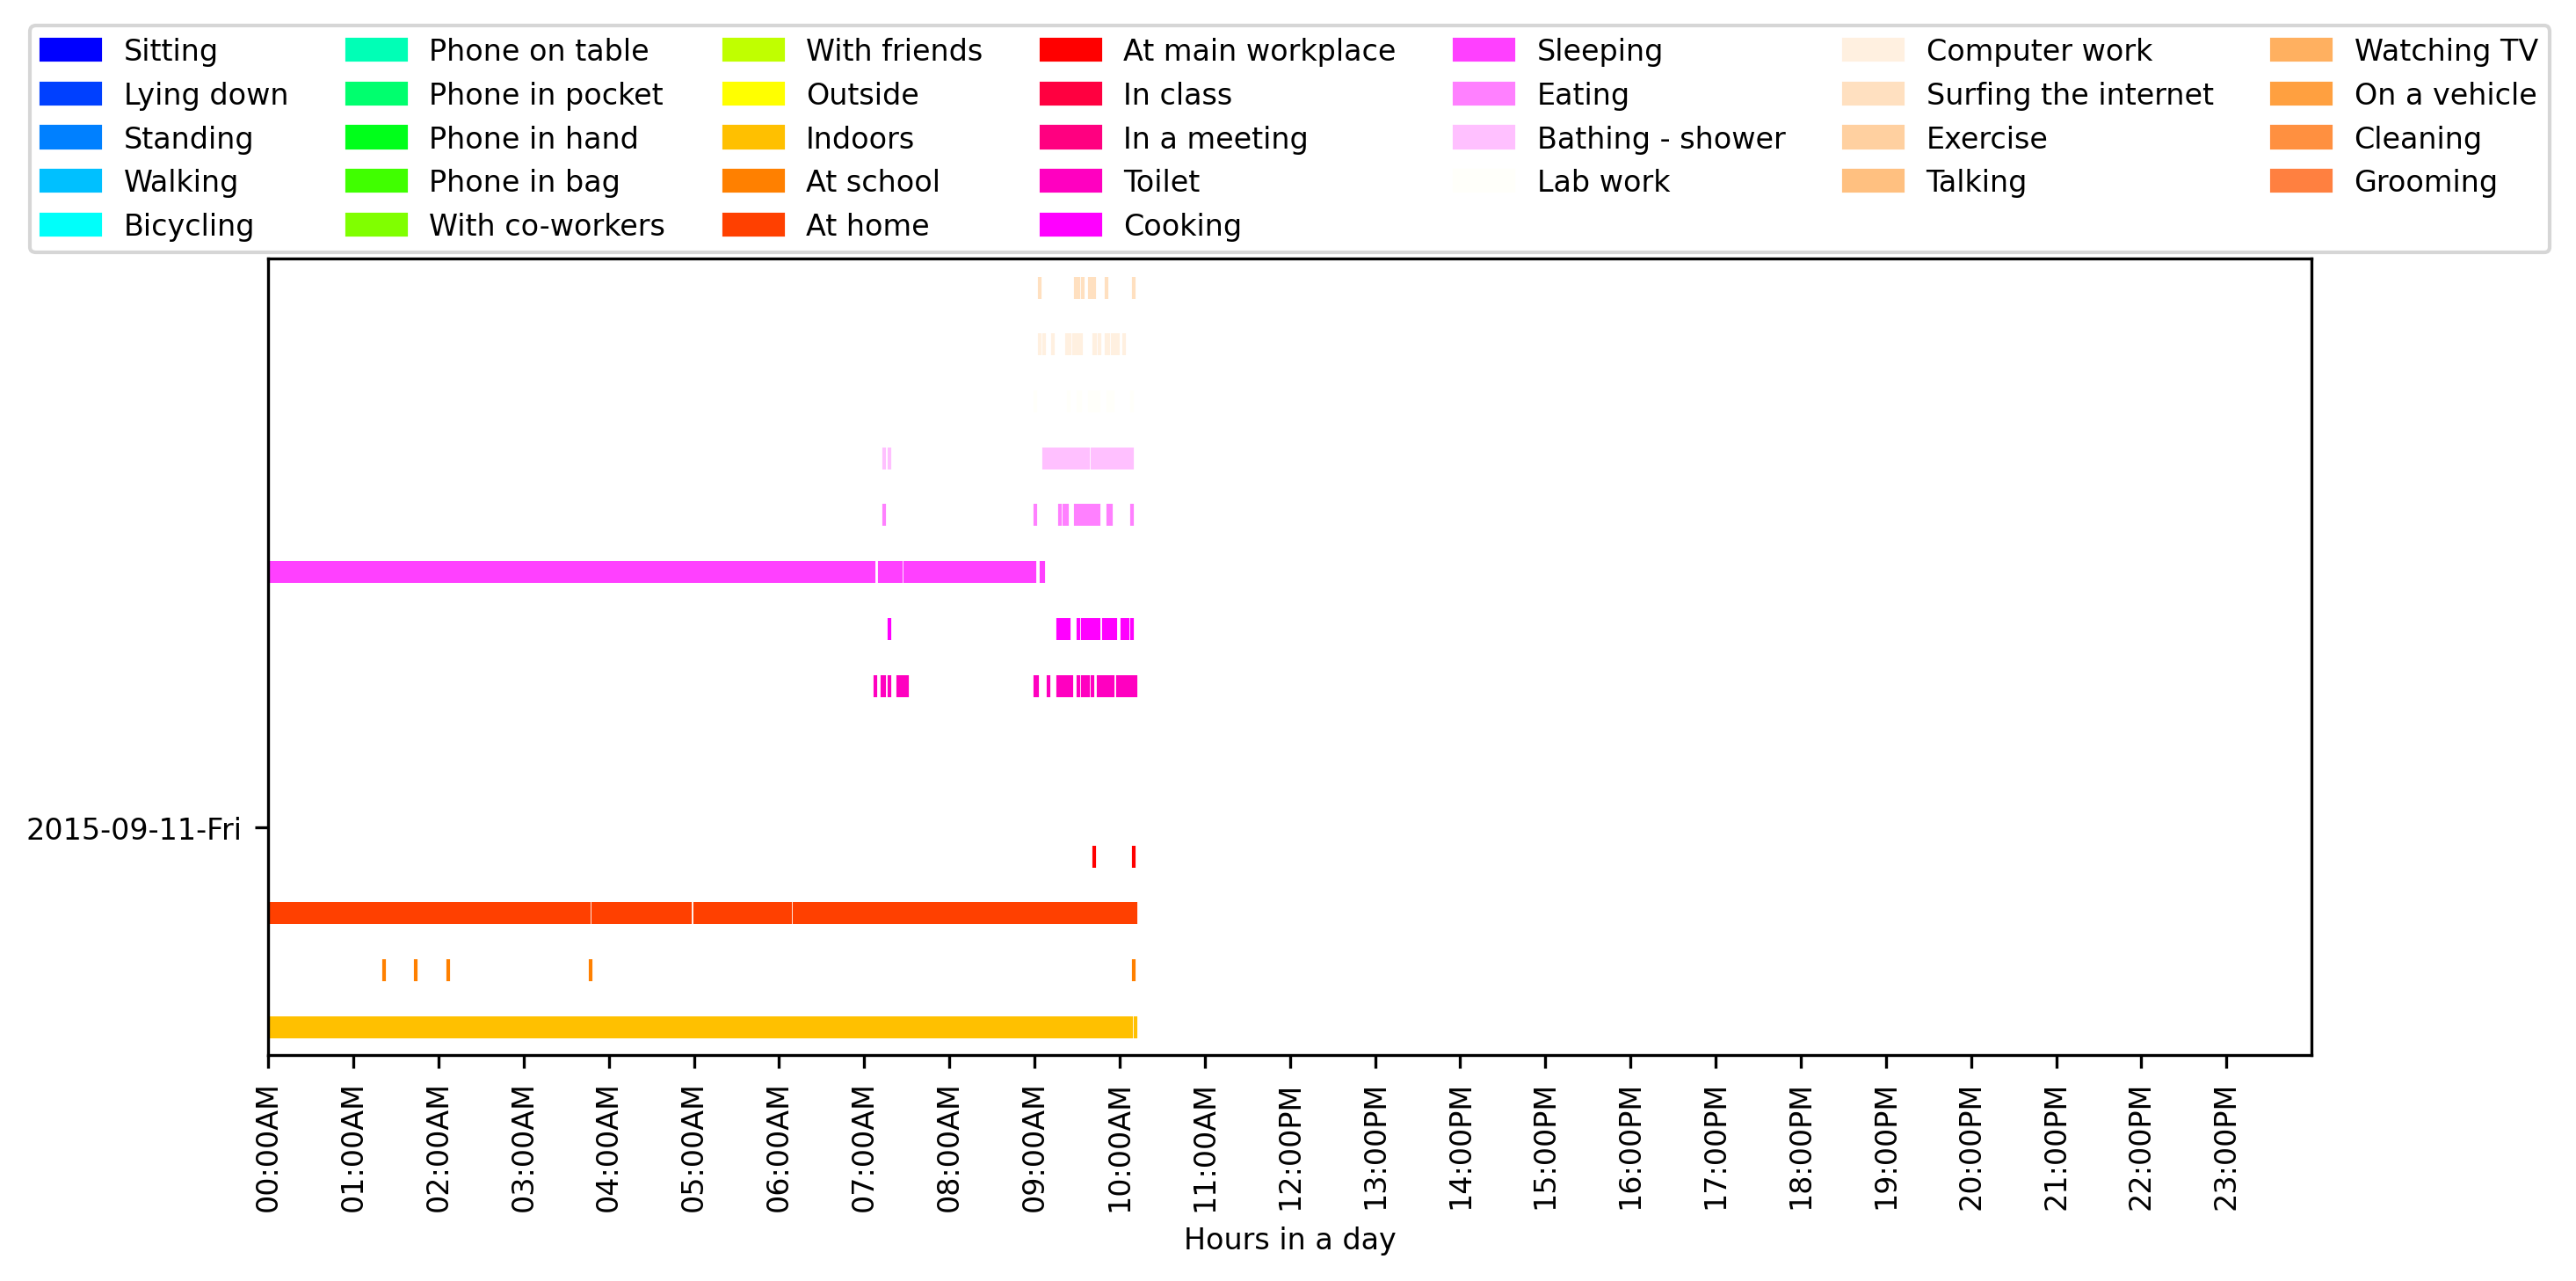 Sitting
Lying down
Standing
Walking
Bicycling
Phone on table
Phone in pocket
Phone in hand
Phone in bag
With co-workers
With friends
Outside
Indoors
At school
At home
At main workplace
In class
In a meeting
Toilet
Cooking
Sleeping
Eating
Bathing - shower
Lab work
Computer work
Surfing the internet
Exercise
Talking
Watching TV
On a vehicle
Cleaning
Grooming
2015-09-11-Fri
00:00AM
01:00AM
02:00AM
03:00AM
04:00AM
05:00AM
06:00AM
07:00AM
08:00AM
09:00AM
10:00AM
11:00AM
12:00PM
13:00PM
14:00PM
15:00PM
16:00PM
17:00PM
18:00PM
19:00PM
20:00PM
21:00PM
22:00PM
23:00PM
Hours in a day